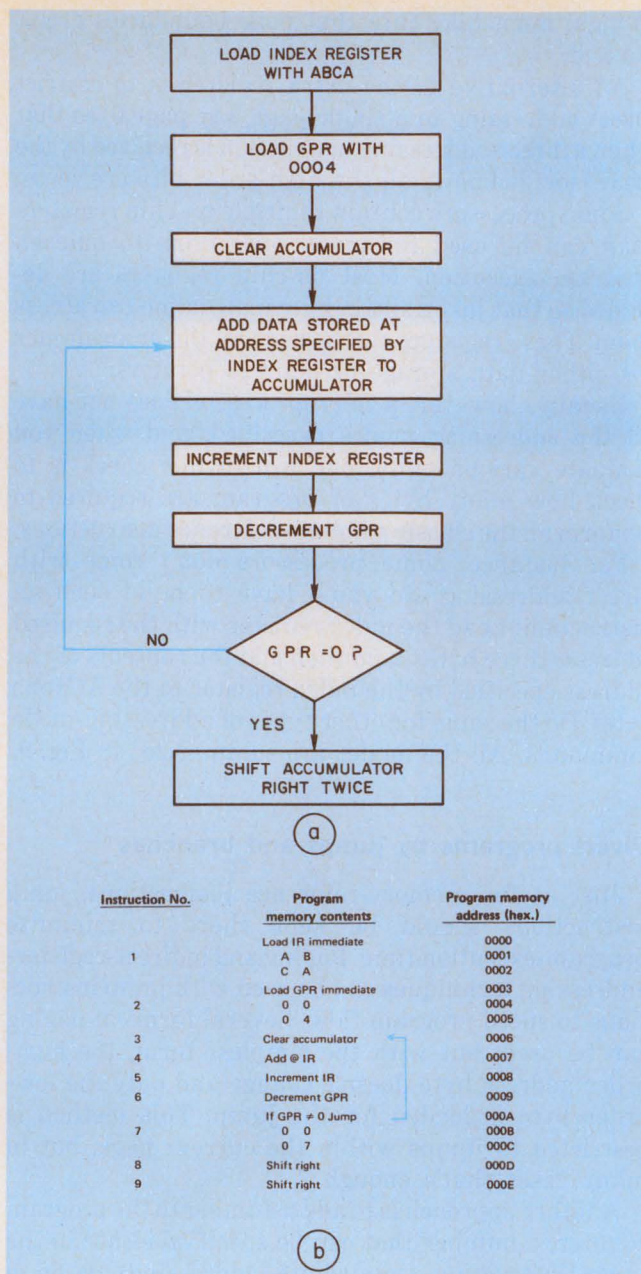 LOAD INDEX REGISTER
WITH ABCA
LOAD GPR WITH
0004
CLEAR ACCUMULATOR
ADD DATA STORED AT
ADDRESS SPECIFIED BY
INDEX REGISTER TO
ACCUMULATOR
INCREMENT INDEX REGISTER
DECREMENT GPR
NO
GPR =0 ?
YES
SHIFT ACCUMULATOR
RIGHT TWICE
a
Instruction No. Program memory contents Program memory address (hex.)
Load IR immediate 0000
1 A B 0001
C A 0002
Load GPR immediate 0003
2 0 0 0004
0 4 0005
3 Clear accumulator 0006
4 Add @ IR 0007
5 Increment IR 0008
6 Decrement GPR 0009
If GPR ≠ 0 Jump 000A
7 0 0 000B
0 7 000C
8 Shift right 000D
9 Shift right 000E
b